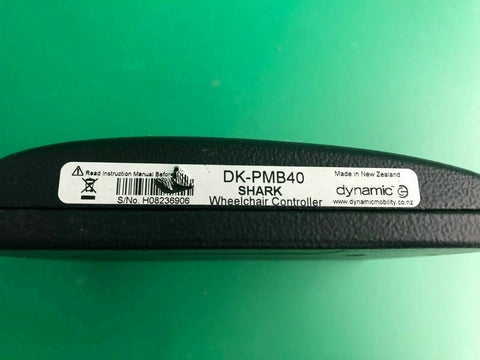 Read Instruction Manual Before
S/No. H08236906
DK-PMB40
SHARK
Wheelchair Controller
Made in New Zealand
dynamic
www.dynamicmobility.co.nz